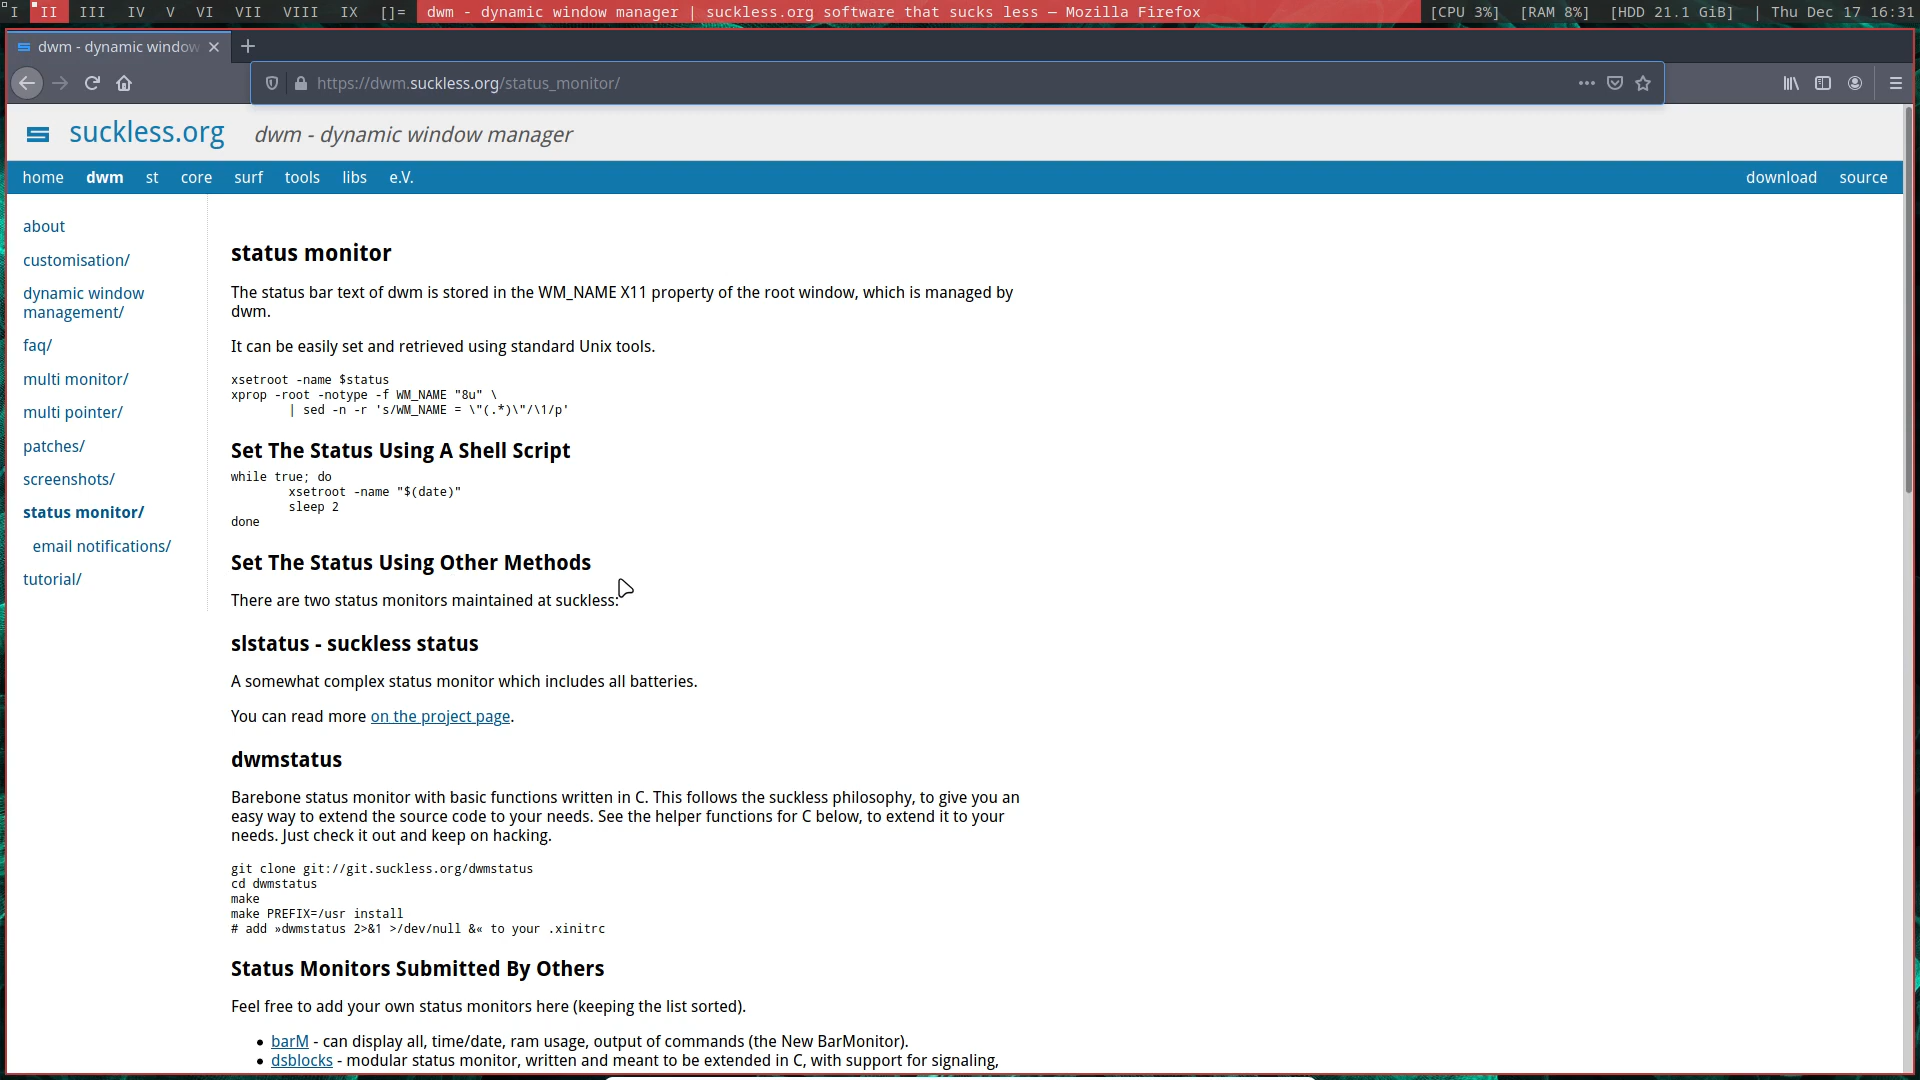 I II III IV V VI VII VIII IX []= dwm - dynamic window manager | suckless.org software that sucks less — Mozilla Firefox [CPU 3%] [RAM 8%] [HDD 21.1 GiB] | Thu Dec 17 16:31
dwm - dynamic window
https://dwm.suckless.org/status_monitor/
suckless.org dwm - dynamic window manager
home dwm st core surf tools libs e.V. download source
about
customisation/
dynamic window
management/
faq/
multi monitor/
multi pointer/
patches/
screenshots/
status monitor/
email notifications/
tutorial/
status monitor
The status bar text of dwm is stored in the WM_NAME X11 property of the root window, which is managed by
dwm.
It can be easily set and retrieved using standard Unix tools.
xsetroot -name $status
xprop -root -notype -f WM_NAME "8u" \
| sed -n -r 's/WM_NAME = \"(.*)\"/\1/p'
Set The Status Using A Shell Script
while true; do
xsetroot -name "$(date)"
sleep 2
done
Set The Status Using Other Methods
There are two status monitors maintained at suckless:
slstatus - suckless status
A somewhat complex status monitor which includes all batteries.
You can read more on the project page.
dwmstatus
Barebone status monitor with basic functions written in C. This follows the suckless philosophy, to give you an
easy way to extend the source code to your needs. See the helper functions for C below, to extend it to your
needs. Just check it out and keep on hacking.
git clone git://git.suckless.org/dwmstatus
cd dwmstatus
make
make PREFIX=/usr install
# add »dwmstatus 2>&1 >/dev/null &« to your .xinitrc
Status Monitors Submitted By Others
Feel free to add your own status monitors here (keeping the list sorted).
• barM - can display all, time/date, ram usage, output of commands (the New BarMonitor).
• dsblocks - modular status monitor, written and meant to be extended in C, with support for signaling,